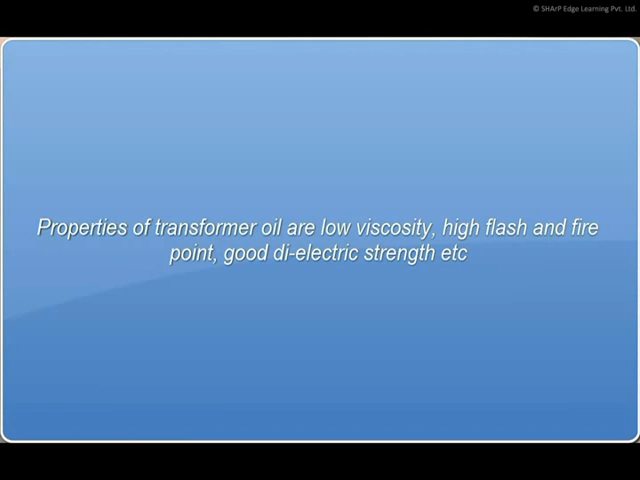 © SHArP Edge Learning Pvt. Ltd.
Properties of transformer oil are low viscosity, high flash and fire
point, good di-electric strength etc